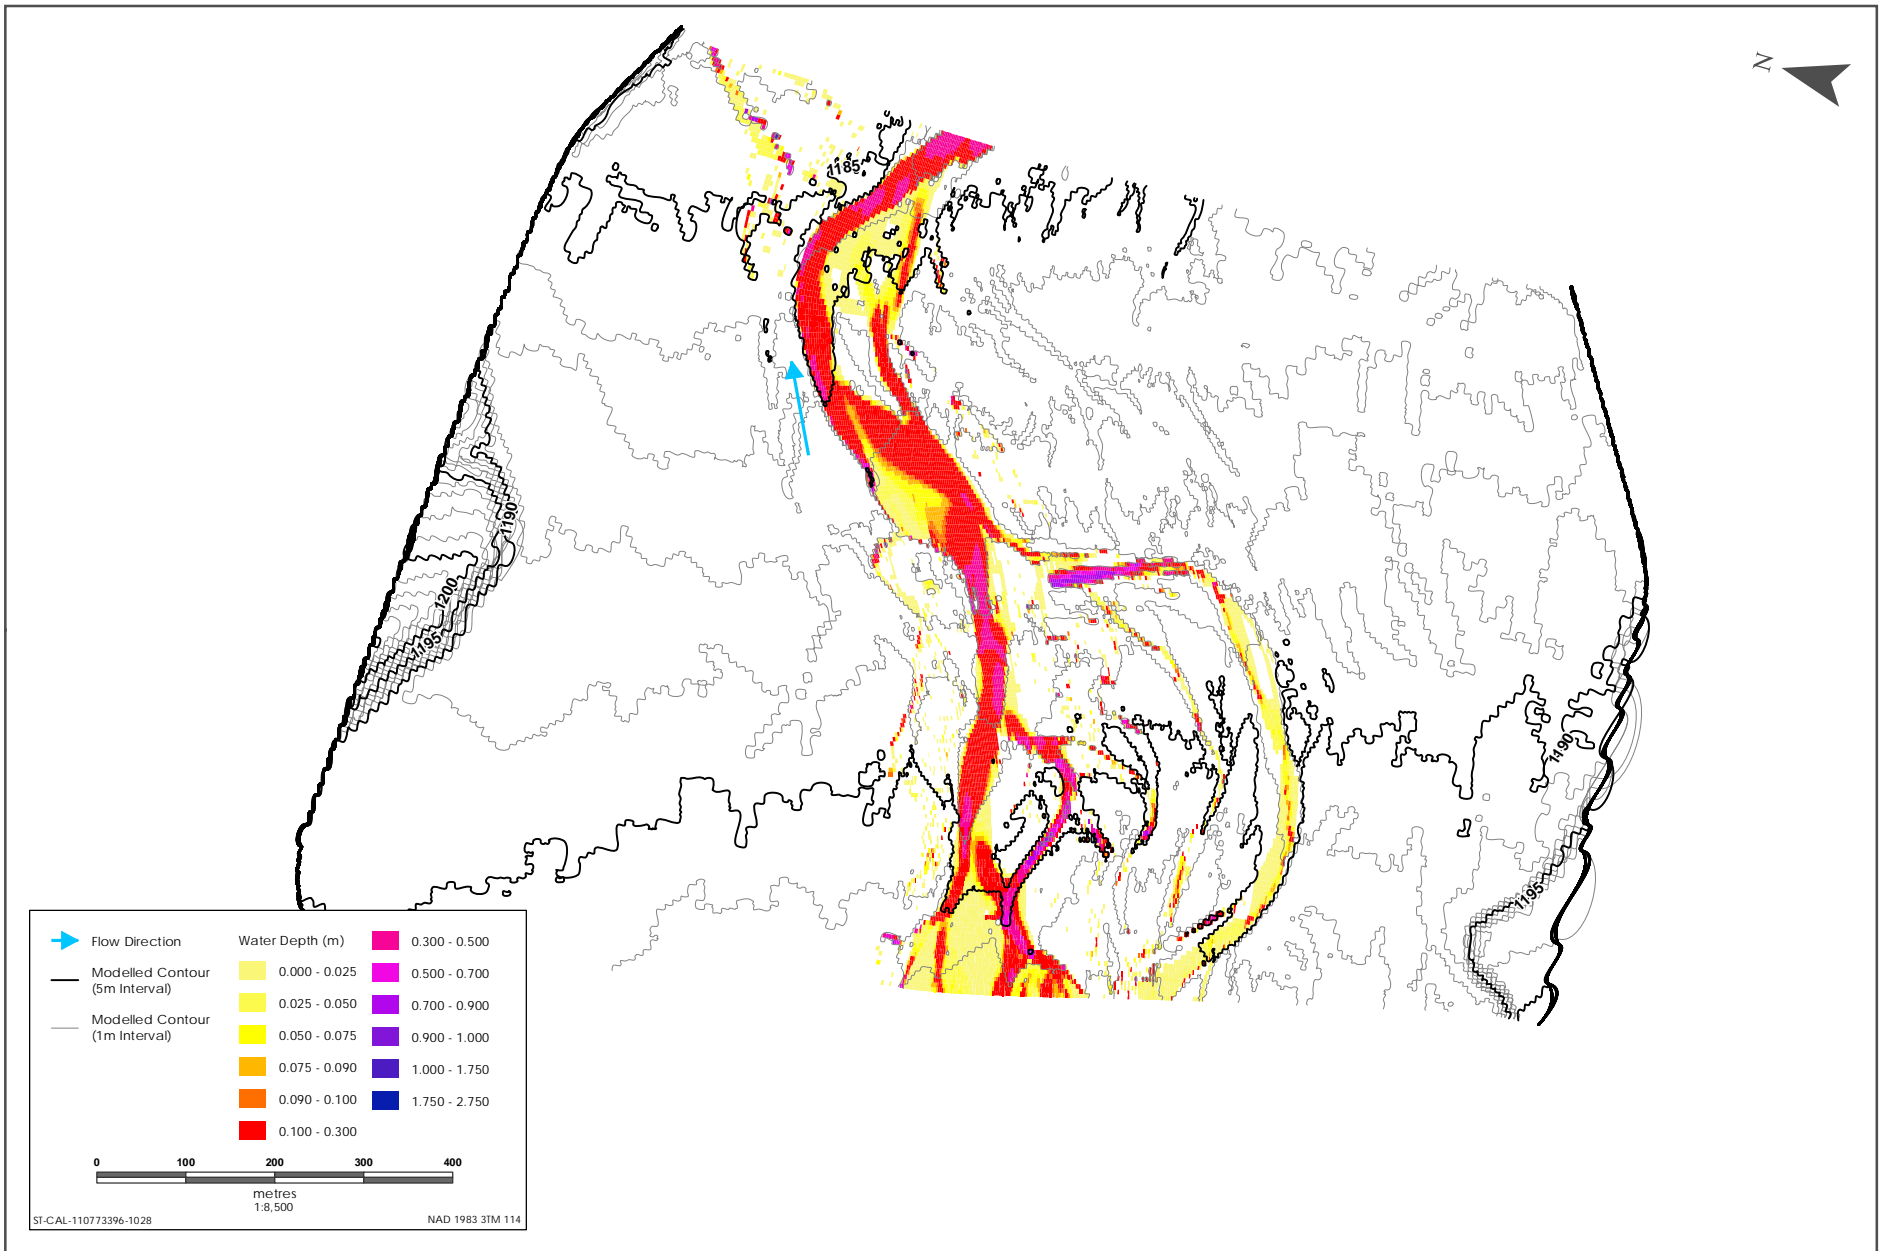 N
1185
1190
1200
1195
1190
1195
Flow Direction
Modelled Contour
(5m Interval)
Modelled Contour
(1m Interval)
Water Depth (m)
0.000 - 0.025
0.025 - 0.050
0.050 - 0.075
0.075 - 0.090
0.090 - 0.100
0.100 - 0.300
0.300 - 0.500
0.500 - 0.700
0.700 - 0.900
0.900 - 1.000
1.000 - 1.750
1.750 - 2.750
0 100 200 300 400
metres
1:8,500
ST-CAL-110773396-1028
NAD 1983 3TM 114